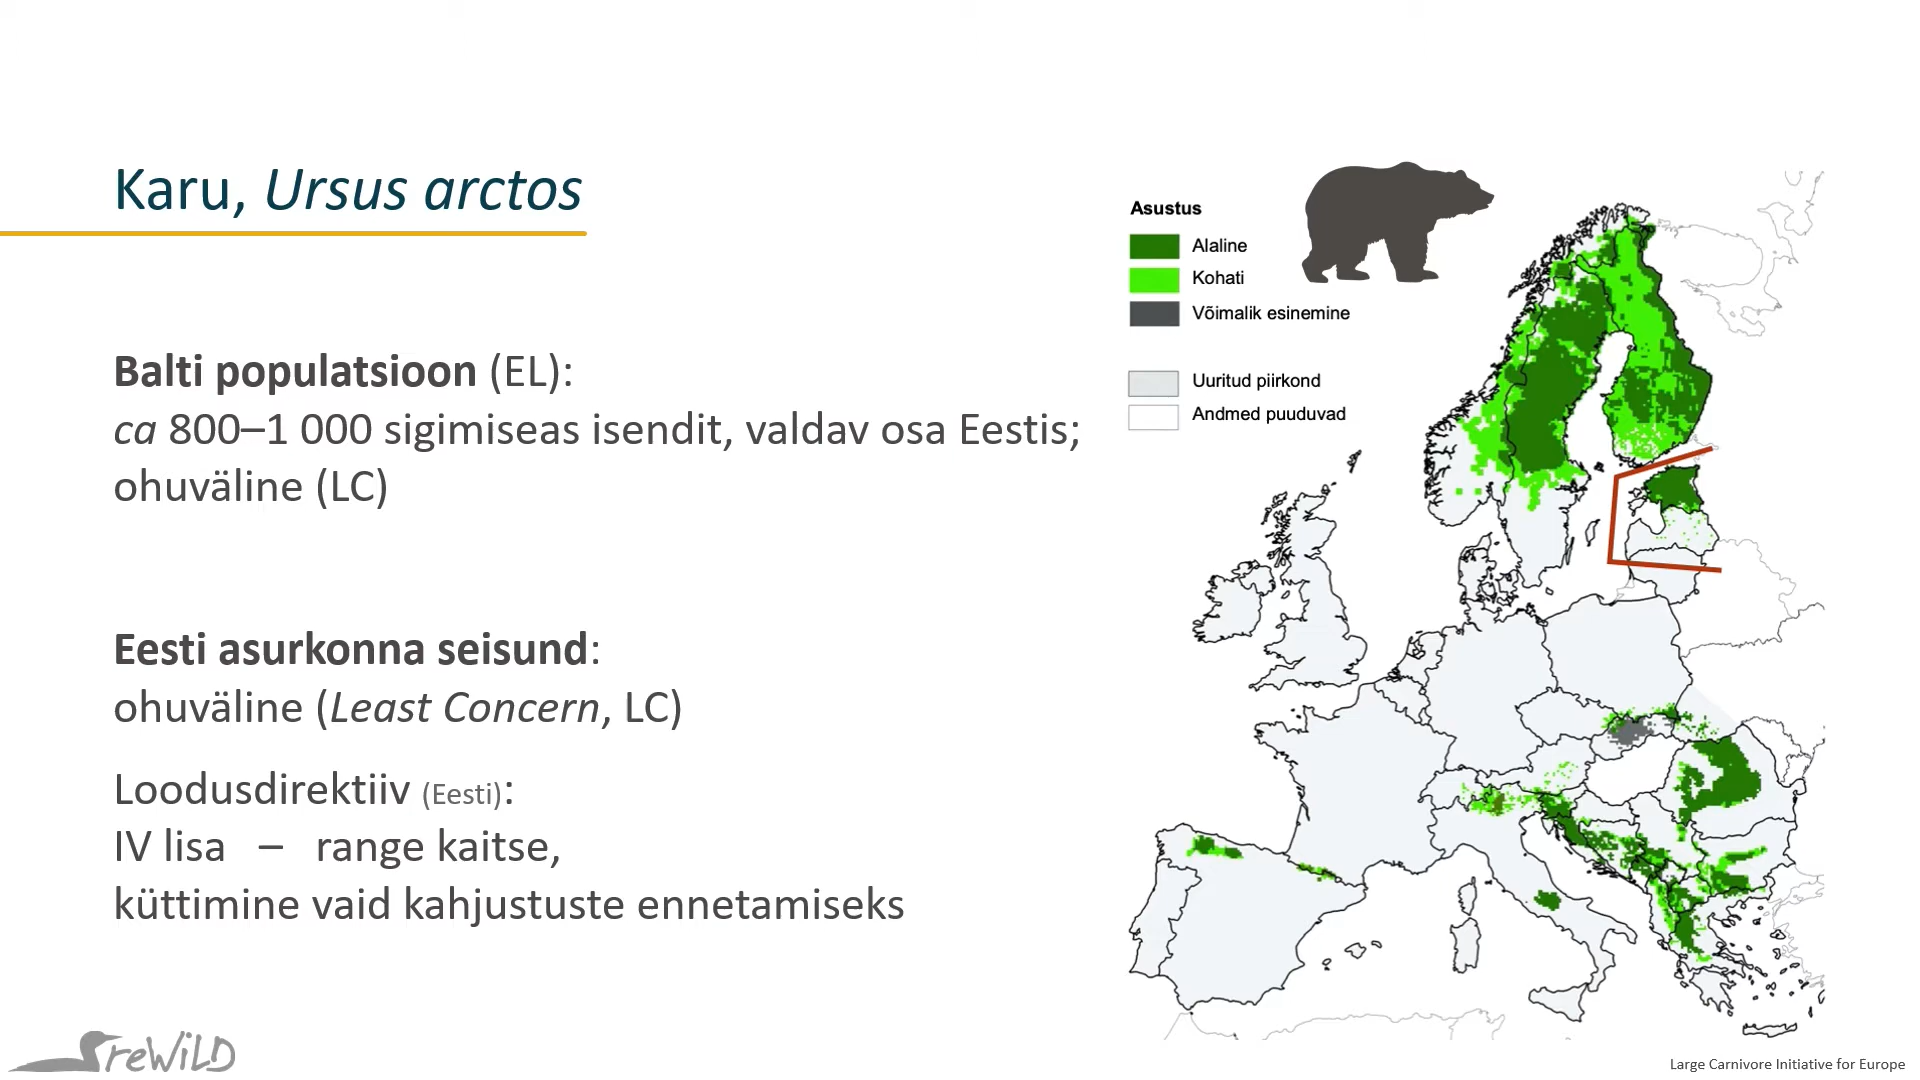 Karu, Ursus arctos
Balti populatsioon (EL):
ca 800–1 000 sigimiseas isendit, valdav osa Eestis;
ohuväline (LC)
Eesti asurkonna seisund:
ohuväline (Least Concern, LC)
Loodusdirektiiv (Eesti):
IV lisa – range kaitse,
küttimine vaid kahjustuste ennetamiseks
Asustus
Alaline
Kohati
Võimalik esinemine
Uuritud piirkond
Andmed puuduvad
reWiLD
Large Carnivore Initiative for Europe